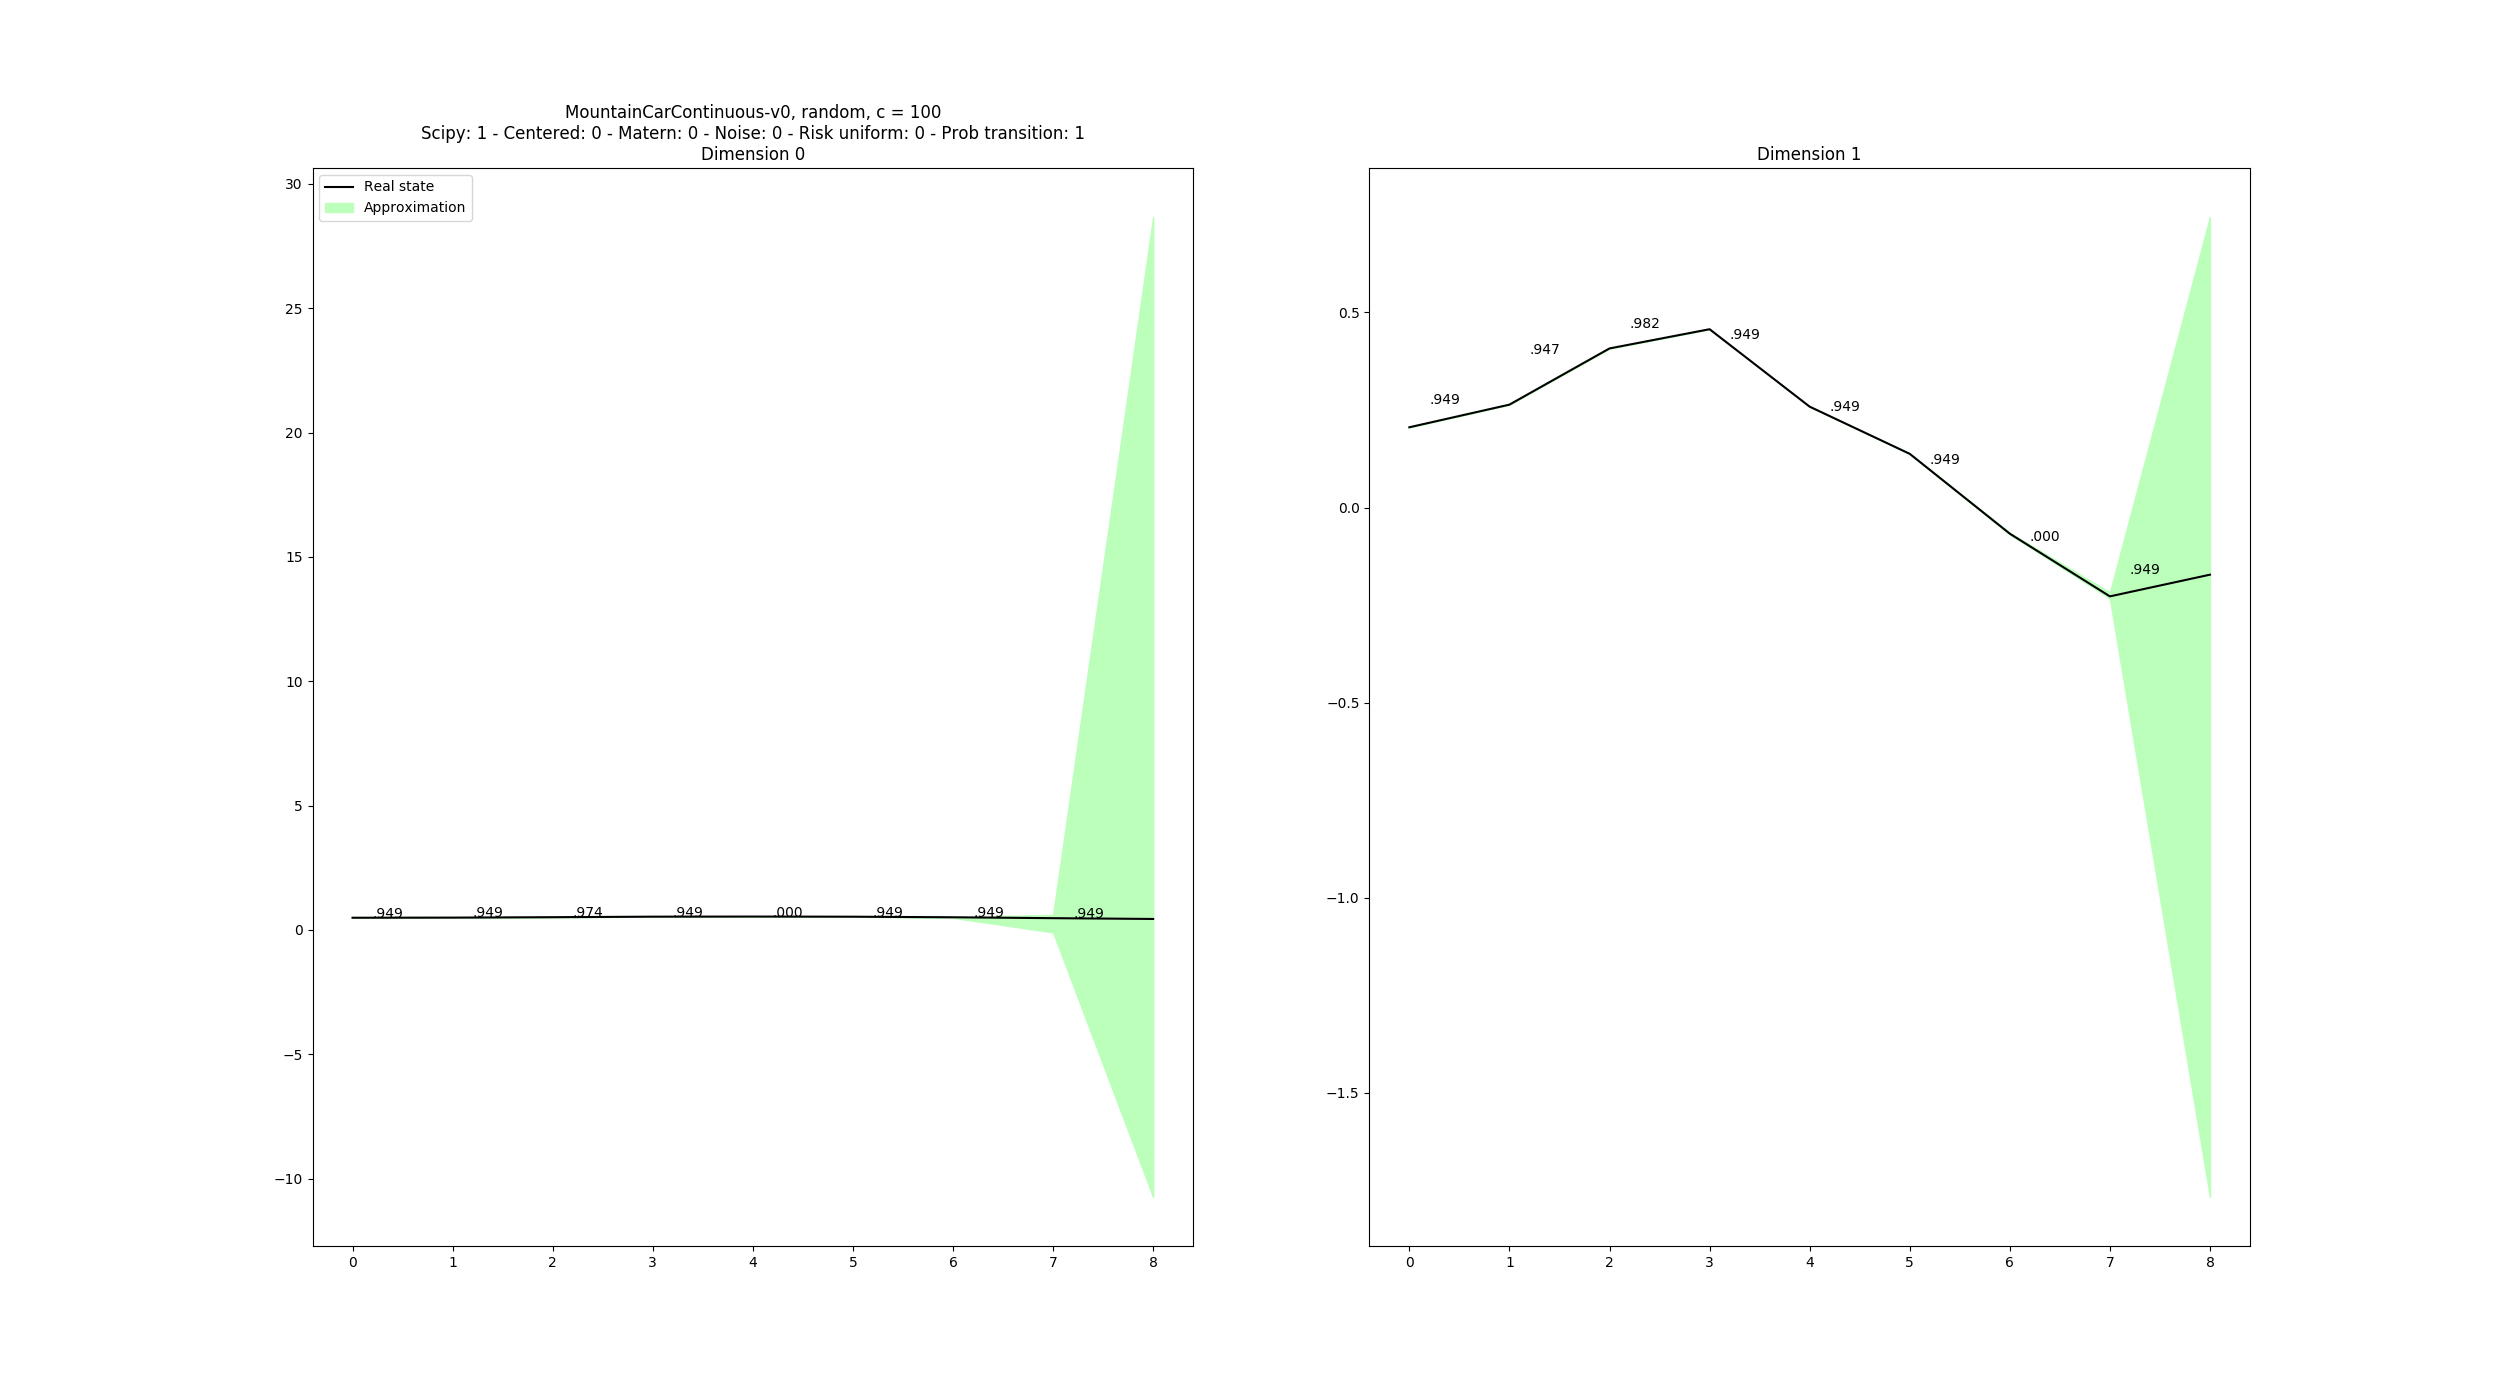 MountainCarContinuous-v0, random, c = 100
Scipy: 1 - Centered: 0 - Matern: 0 - Noise: 0 - Risk uniform: 0 - Prob transition: 1
Dimension 0
Real state
Approximation
30
25
20
15
10
5
0
−5
−10
.949 .949 .974 .949 .000 .949 .949 .949
0 1 2 3 4 5 6 7 8
Dimension 1
0.5
0.0
−0.5
−1.0
−1.5
.949
.947
.982
.949
.949
.949
.000
.949
0 1 2 3 4 5 6 7 8